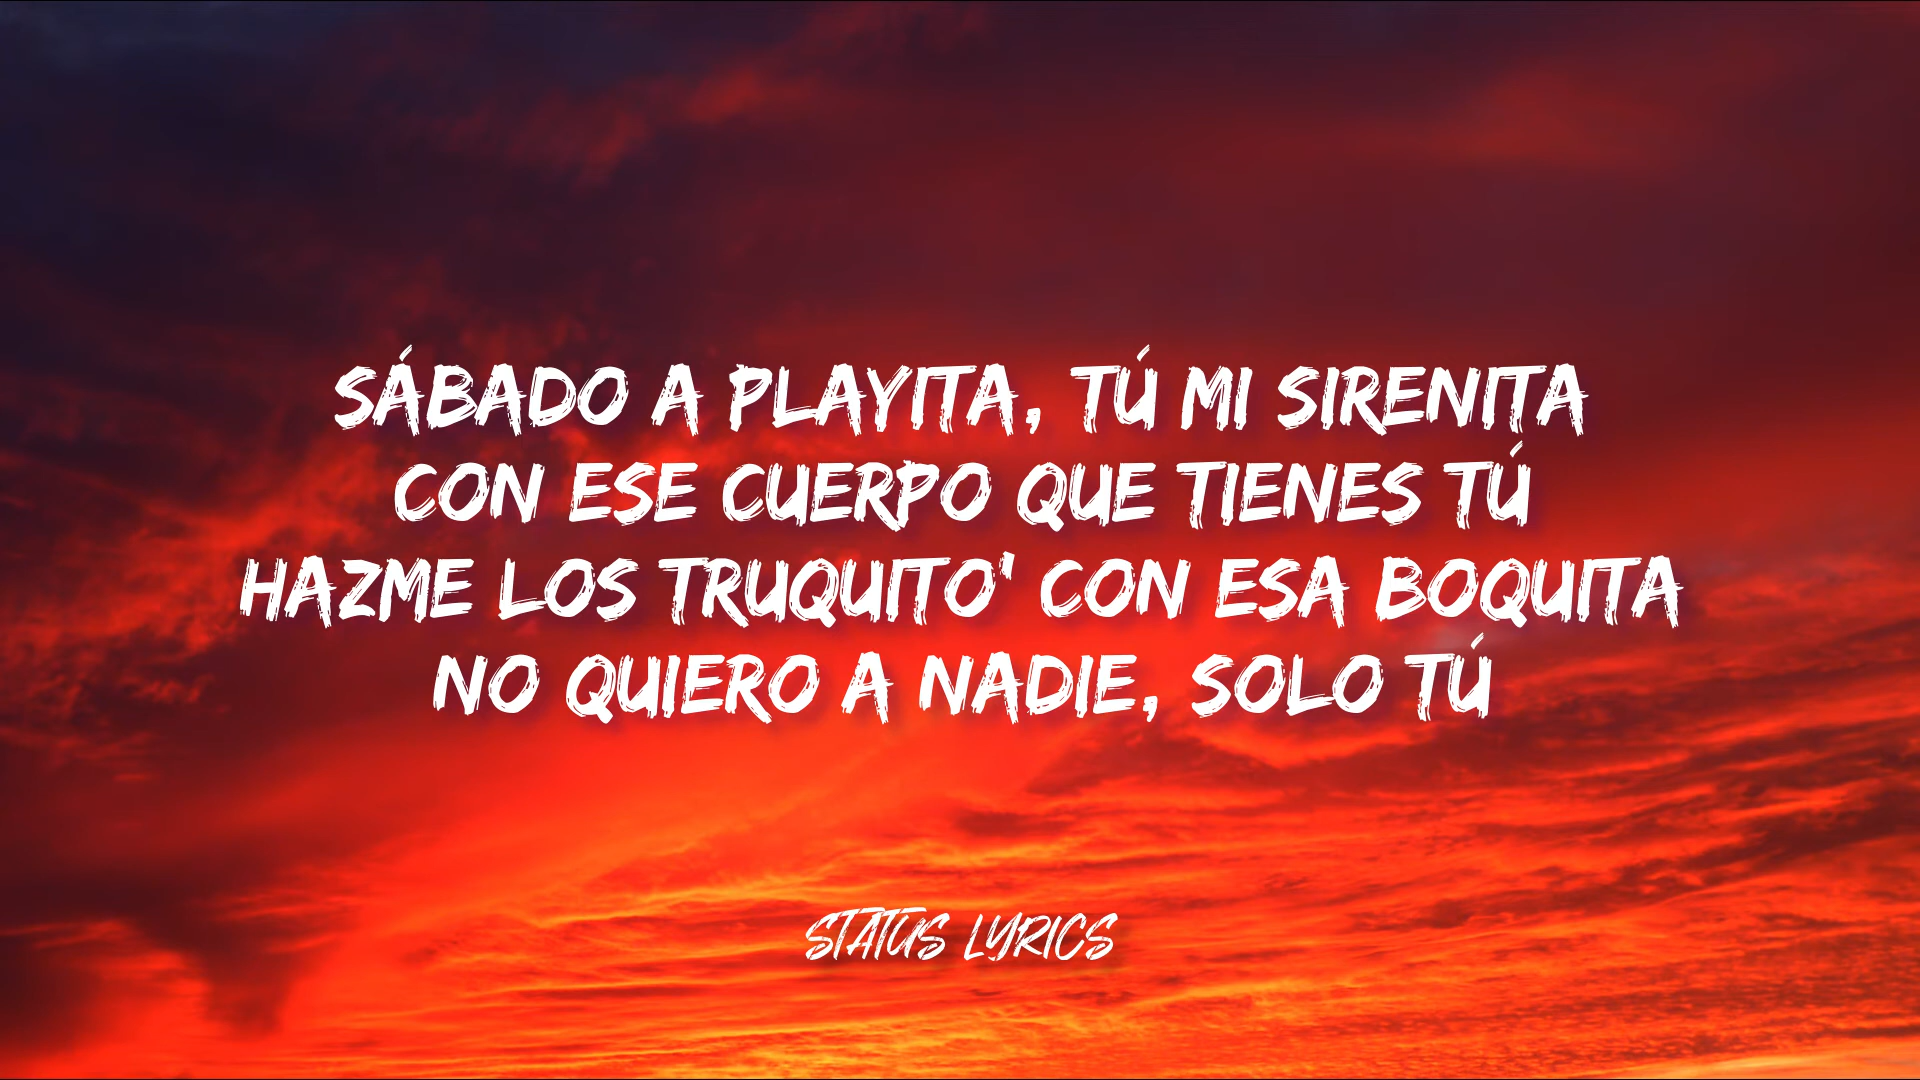 SÁBADO A PLAYITA, TÚ MI SIRENITA
CON ESE CUERPO QUE TIENES TÚ
HAZME LOS TRUQUITO' CON ESA BOQUITA
NO QUIERO A NADIE, SOLO TÚ
STATUS LYRICS